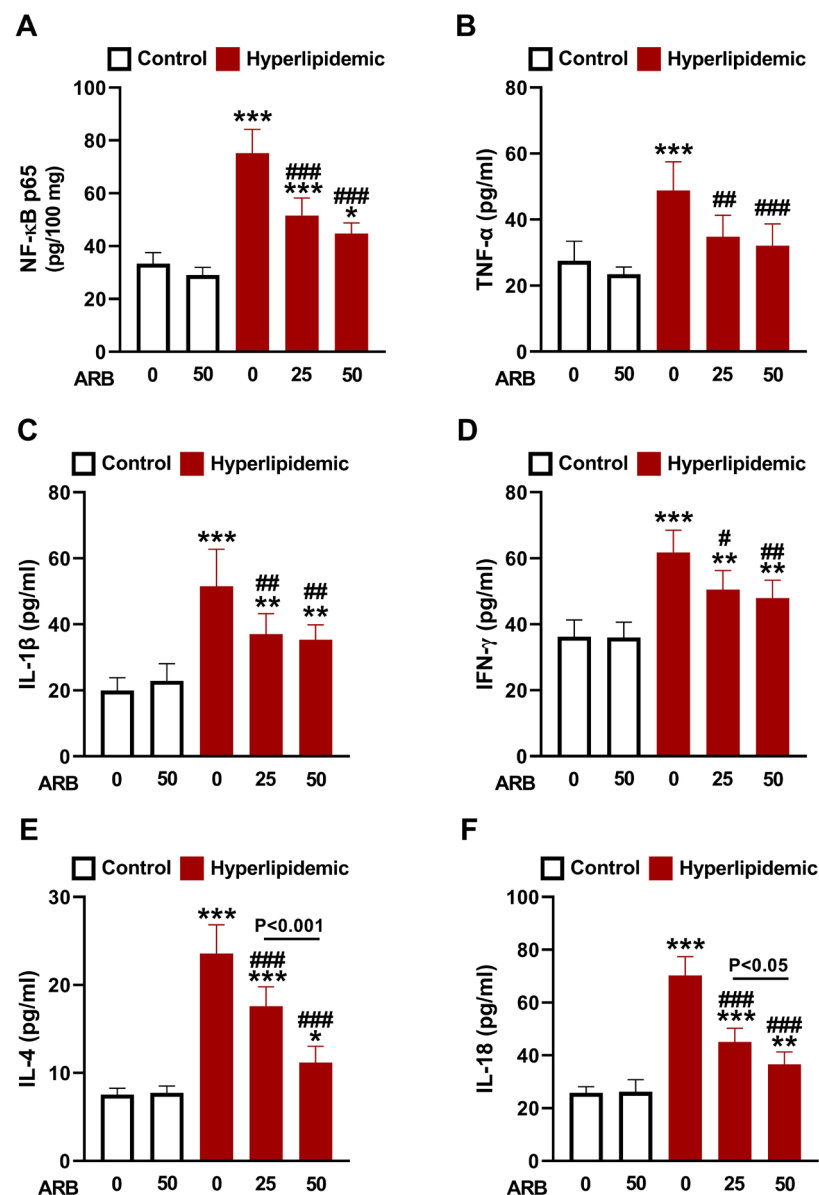 A
Control Hyperlipidemic
NF-κB p65
(pg/100 mg)
100
80
60
40
20
0
***
###
***
###
*
ARB 0 50 0 25 50
B
Control Hyperlipidemic
TNF-α (pg/ml)
80
60
40
20
0
***
##
###
ARB 0 50 0 25 50
C
Control Hyperlipidemic
IL-1β (pg/ml)
80
60
40
20
0
***
##
**
##
**
ARB 0 50 0 25 50
D
Control Hyperlipidemic
IFN-γ (pg/ml)
80
60
40
20
0
***
#
**
##
**
ARB 0 50 0 25 50
E
Control Hyperlipidemic
IL-4 (pg/ml)
30
20
10
0
***
P<0.001
###
***
###
*
ARB 0 50 0 25 50
F
Control Hyperlipidemic
IL-18 (pg/ml)
100
80
60
40
20
0
***
P<0.05
###
***
###
**
ARB 0 50 0 25 50